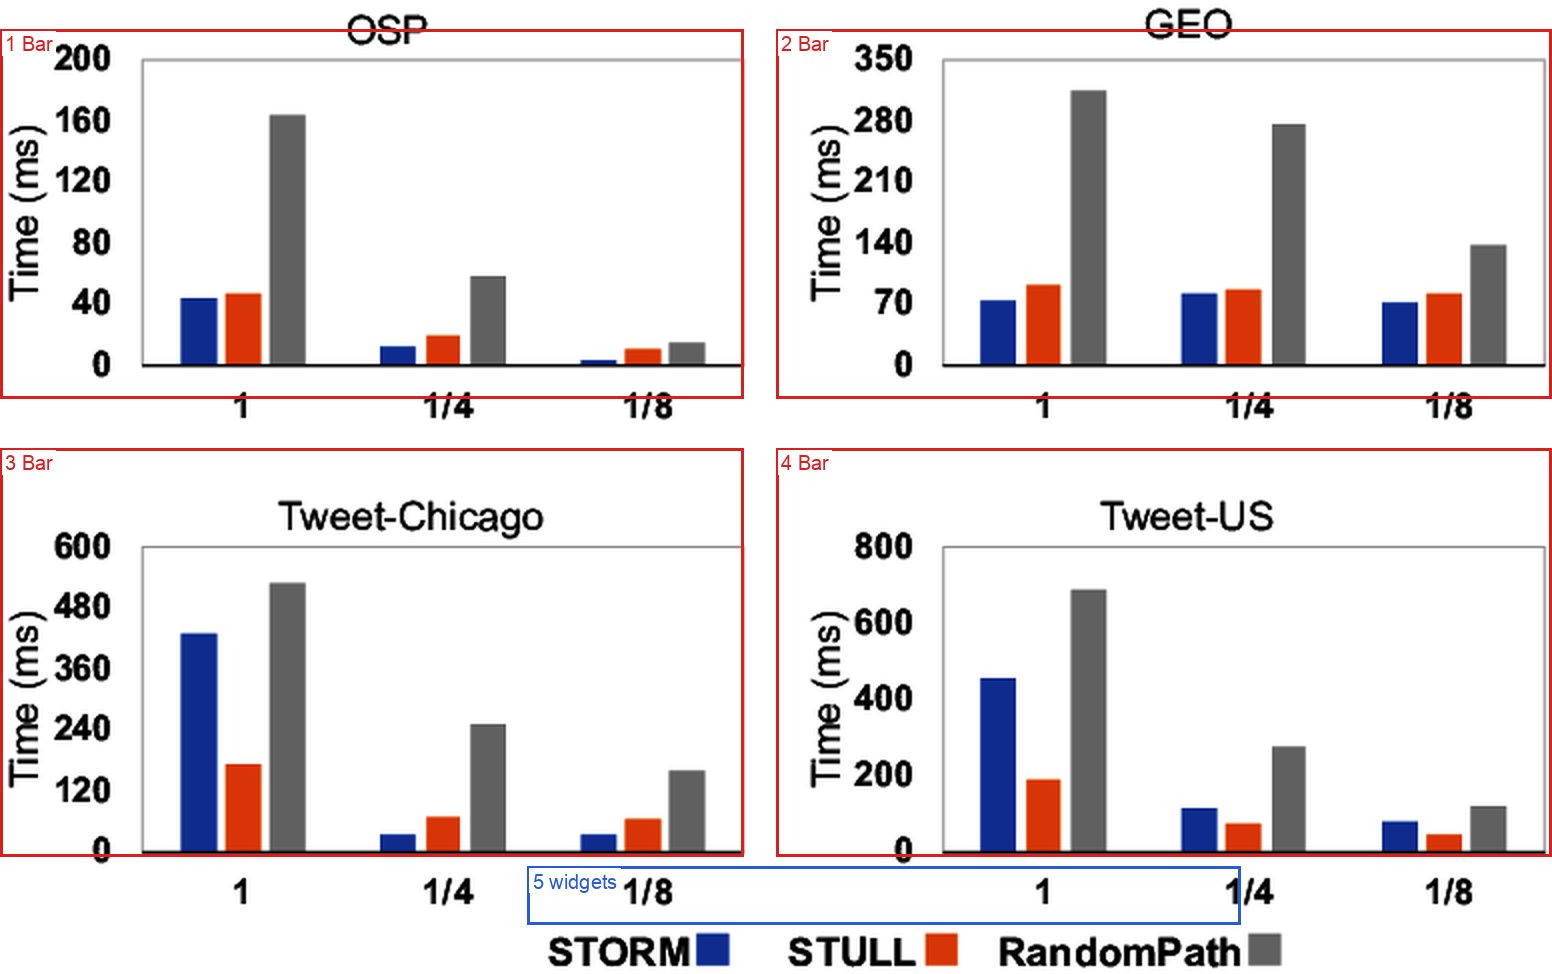 OSP
1 Bar
200
160
120
80
40
0
Time (ms)
1 1/4 1/8
GEO
2 Bar
350
280
210
140
70
0
Time (ms)
1 1/4 1/8
3 Bar
Tweet-Chicago
600
480
360
240
120
0
Time (ms)
1 1/4 1/8
4 Bar
Tweet-US
800
600
400
200
0
Time (ms)
1 1/4 1/8
5 widgets
STORM STULL RandomPath